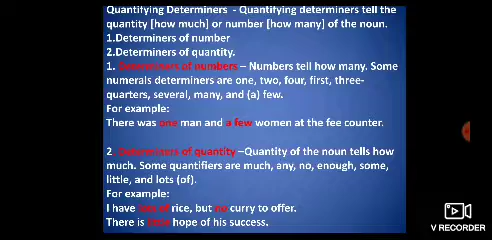 Quantifying Determiners - Quantifying determiners tell the
quantity [how much] or number [how many] of the noun.
1.Determiners of number
2.Determiners of quantity.
1. Determiners of numbers – Numbers tell how many. Some
numerals determiners are one, two, four, first, three-
quarters, several, many, and (a) few.
For example:
There was one man and a few women at the fee counter.
2. Determiners of quantity –Quantity of the noun tells how
much. Some quantifiers are much, any, no, enough, some,
little, and lots (of).
For example:
I have lots of rice, but no curry to offer.
There is hope of his success.
V RECORDER